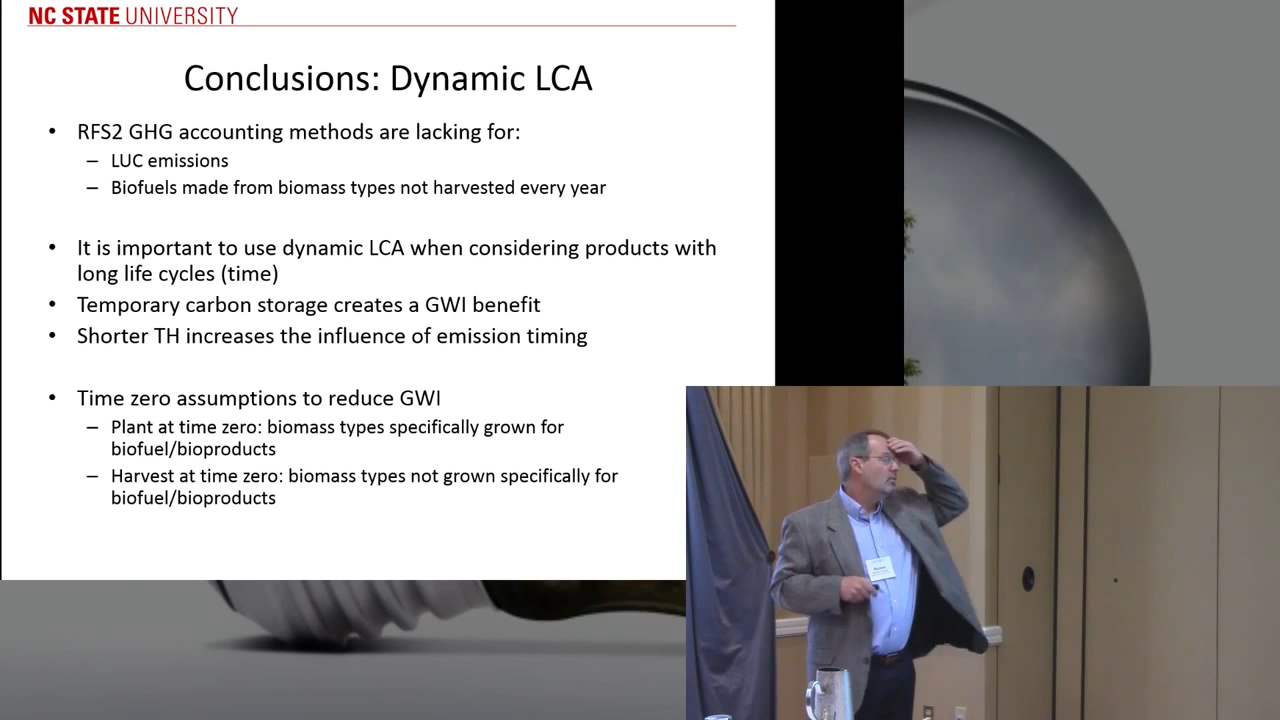 NC STATE UNIVERSITY
Conclusions: Dynamic LCA
• RFS2 GHG accounting methods are lacking for:
– LUC emissions
– Biofuels made from biomass types not harvested every year
• It is important to use dynamic LCA when considering products with
long life cycles (time)
• Temporary carbon storage creates a GWI benefit
• Shorter TH increases the influence of emission timing
• Time zero assumptions to reduce GWI
– Plant at time zero: biomass types specifically grown for
biofuel/bioproducts
– Harvest at time zero: biomass types not grown specifically for
biofuel/bioproducts